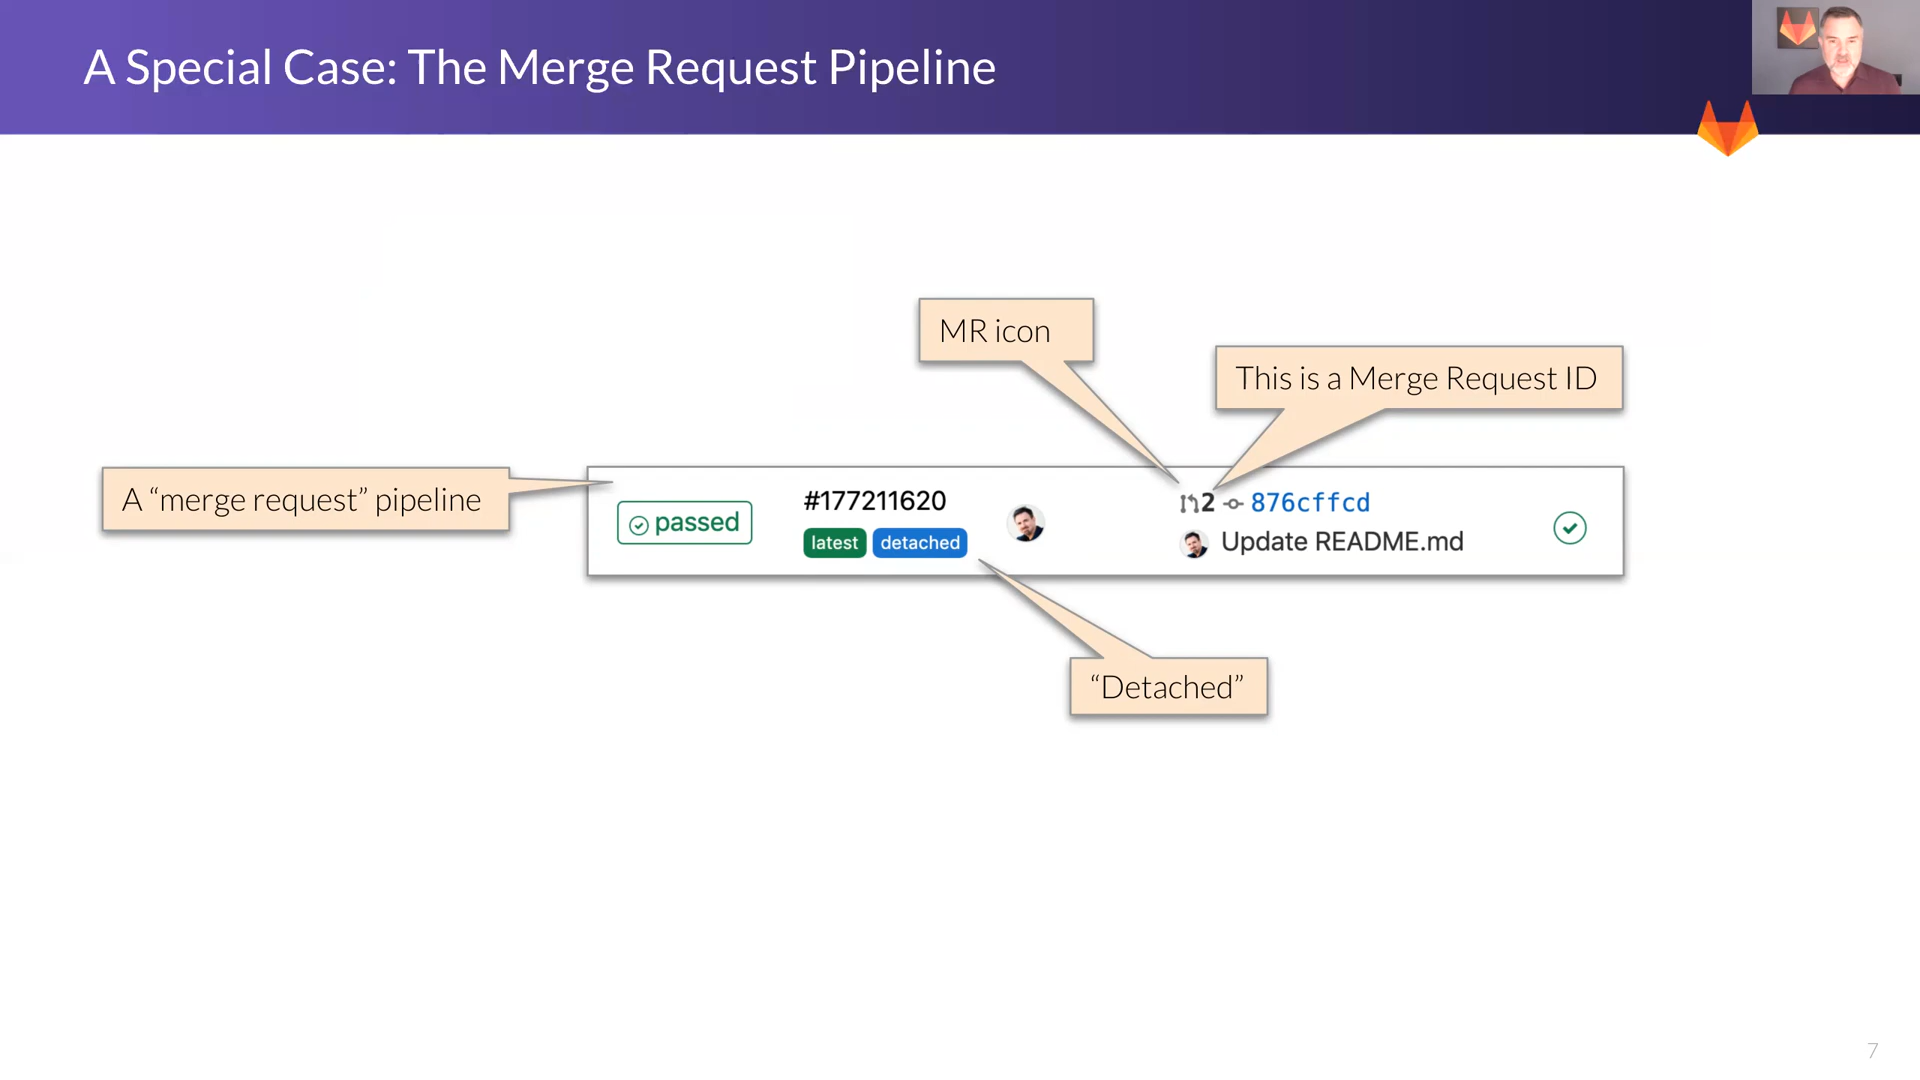 A Special Case: The Merge Request Pipeline
MR icon
This is a Merge Request ID
A “merge request” pipeline
passed
#177211620
latest detached
2 876cffcd
Update README.md
“Detached”
7